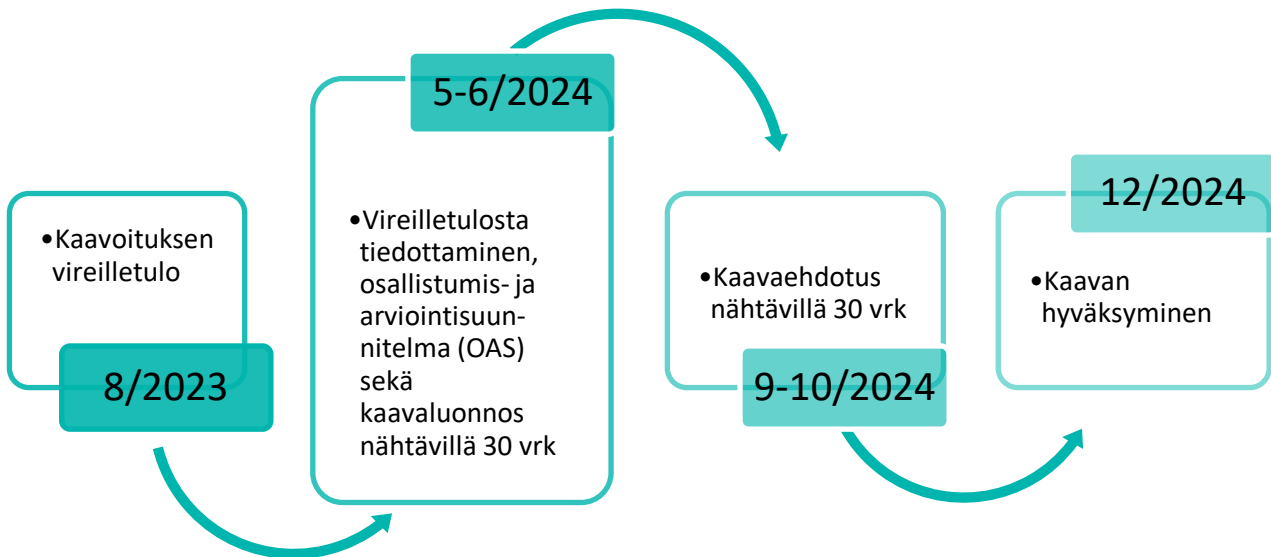 •Kaavoituksen
vireilletulo
8/2023
5-6/2024
•Vireilletulosta
tiedottaminen,
osallistumis- ja
arviointisuun-
nitelma (OAS)
sekä
kaavaluonnos
nähtävillä 30 vrk
•Kaavaehdotus
nähtävillä 30 vrk
9-10/2024
12/2024
•Kaavan
hyväksyminen